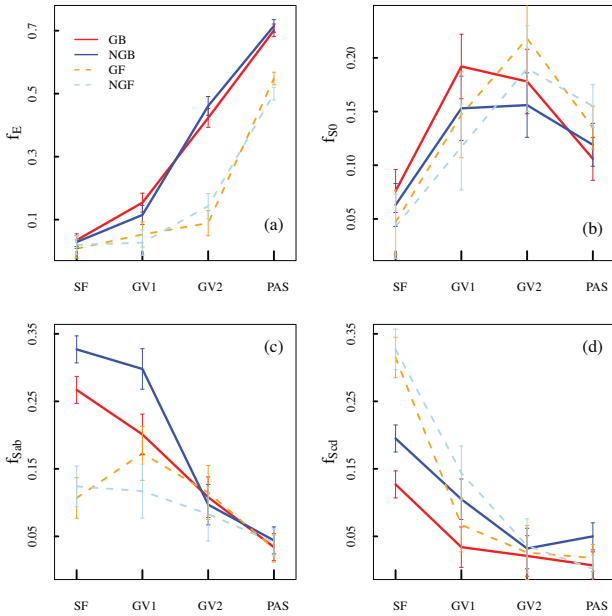 f_E
0.7
0.5
0.3
0.1
GB
NGB
GF
NGF
(a)
SF GV1 GV2 PAS
f_S0
0.20
0.15
0.10
0.05
(b)
SF GV1 GV2 PAS
f_Sab
0.35
0.25
0.15
0.05
(c)
SF GV1 GV2 PAS
f_Scd
0.35
0.25
0.15
0.05
(d)
SF GV1 GV2 PAS